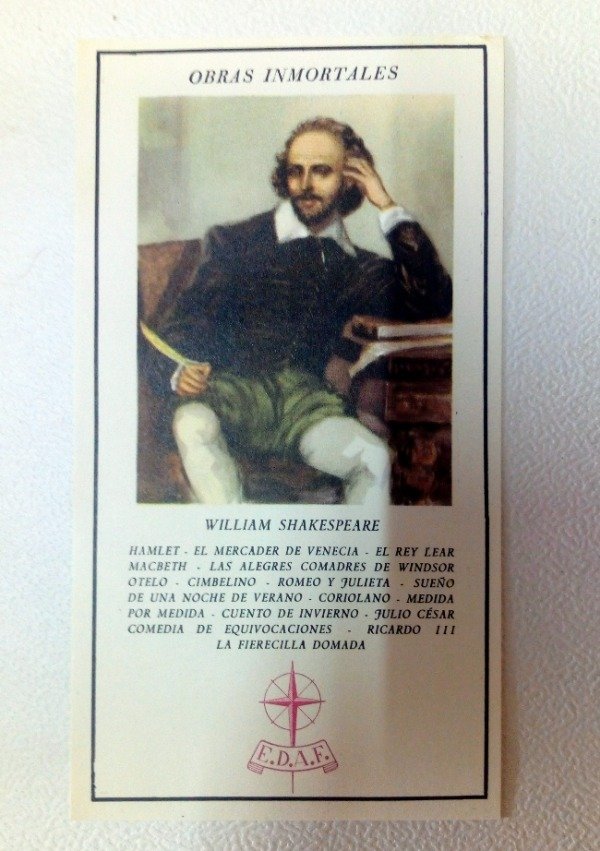 OBRAS INMORTALES
WILLIAM SHAKESPEARE
HAMLET - EL MERCADER DE VENECIA - EL REY LEAR
MACBETH - LAS ALEGRES COMADRES DE WINDSOR
OTELO - CIMBELINO - ROMEO Y JULIETA - SUEÑO
DE UNA NOCHE DE VERANO - CORIOLANO - MEDIDA
POR MEDIDA - CUENTO DE INVIERNO - JULIO CÉSAR
COMEDIA DE EQUIVOCACIONES - RICARDO III
LA FIERECILLA DOMADA
E.D.A.F.